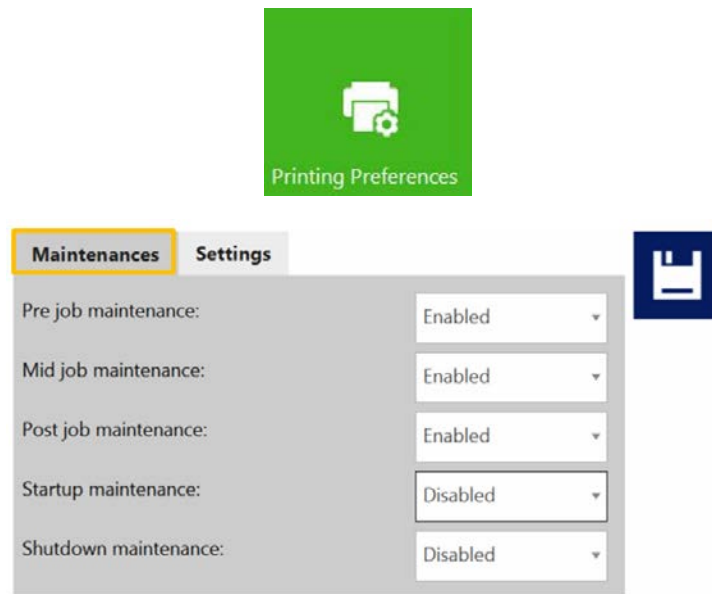 Printing Preferences
Maintenances Settings
Pre job maintenance: Enabled
Mid job maintenance: Enabled
Post job maintenance: Enabled
Startup maintenance: Disabled
Shutdown maintenance: Disabled